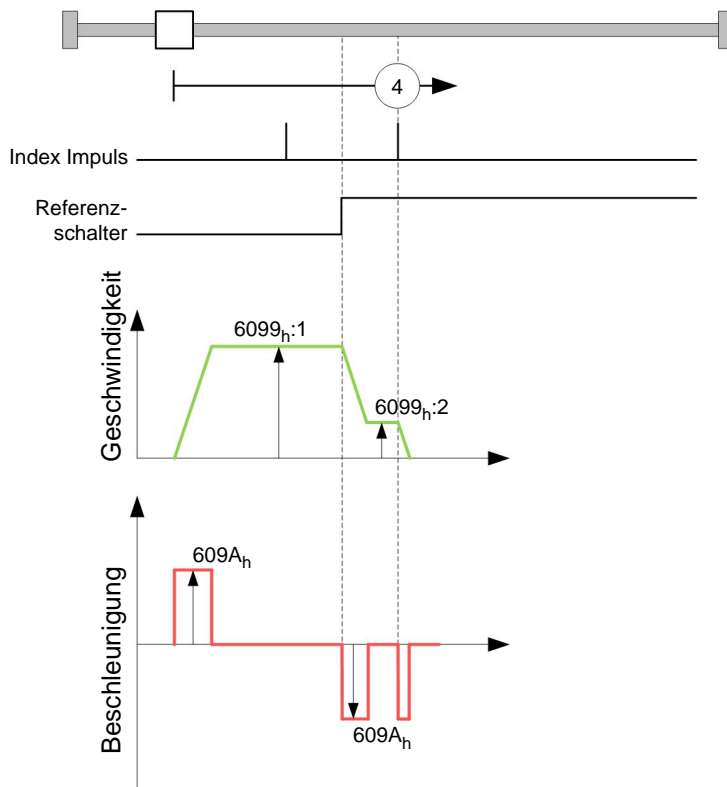 4
Index Impuls
Referenz-
schalter
Geschwindigkeit
6099h:1
6099h:2
Beschleunigung
609Ah
609Ah